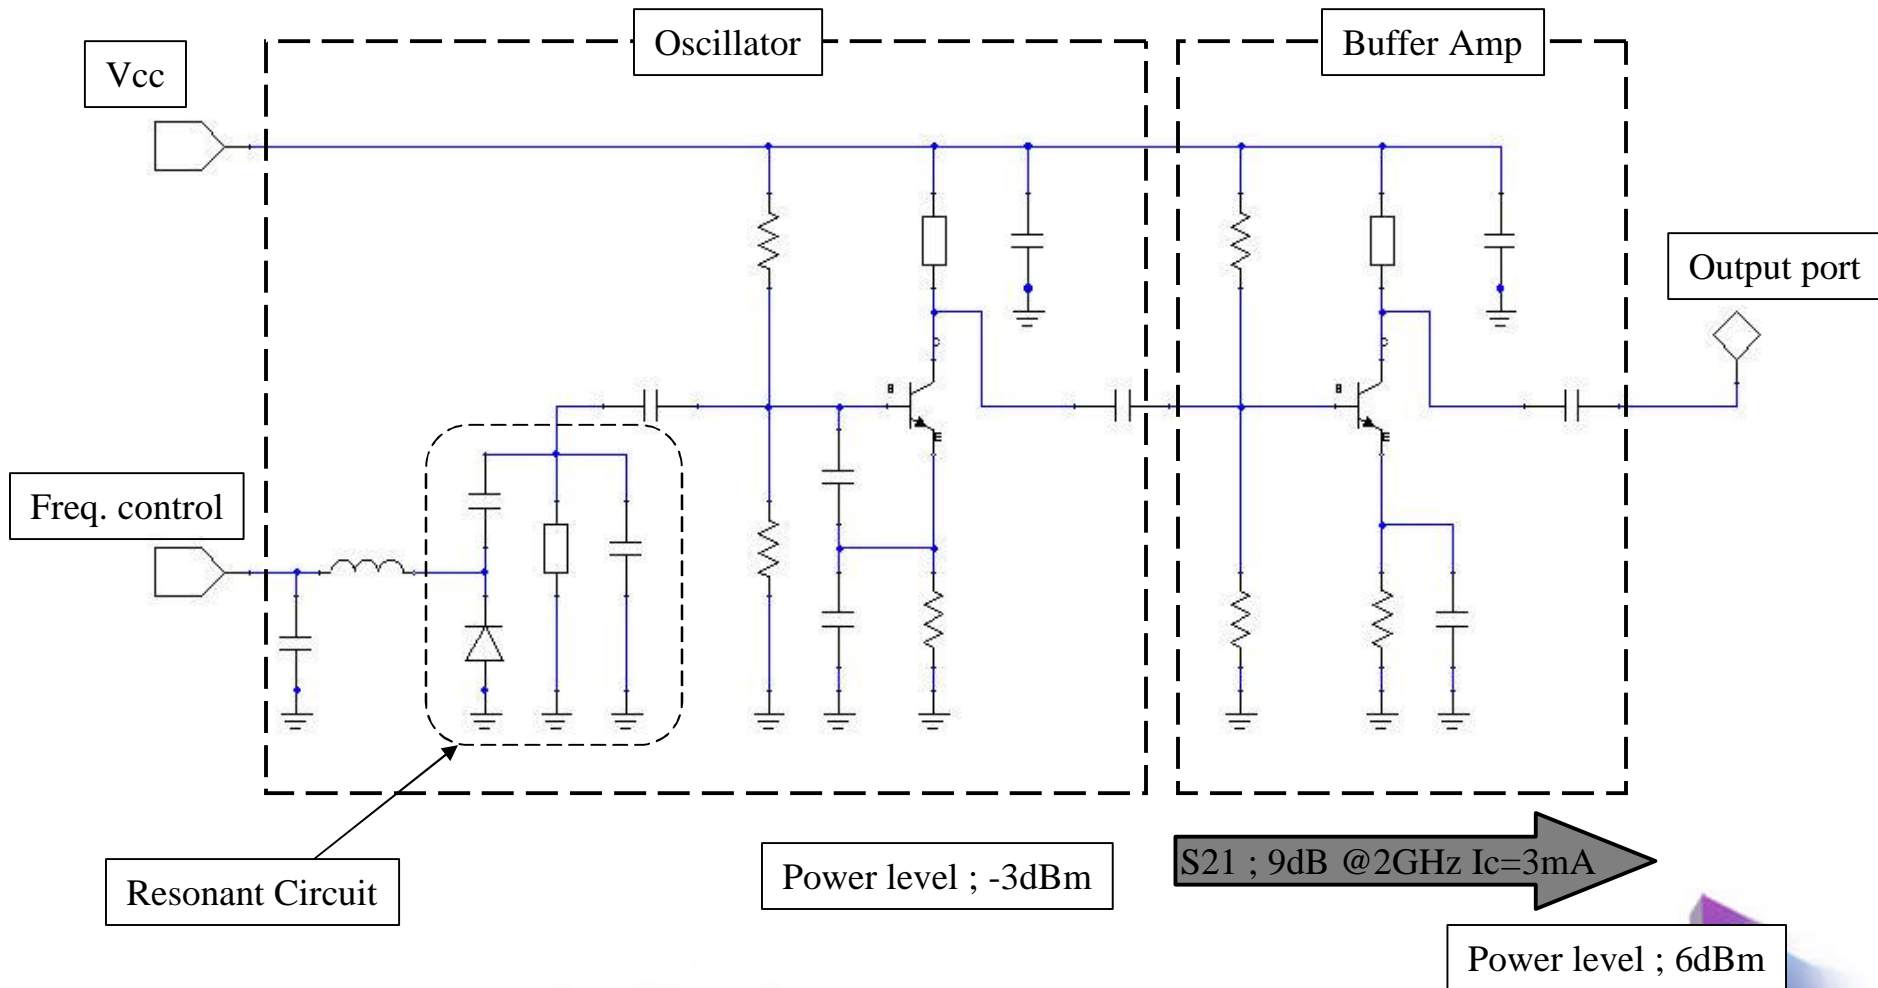 Oscillator
Buffer Amp
Vcc
Output port
C
C
B
B
E
E
Freq. control
S21 ; 9dB @2GHz Ic=3mA
Power level ; -3dBm
Resonant Circuit
Power level ; 6dBm